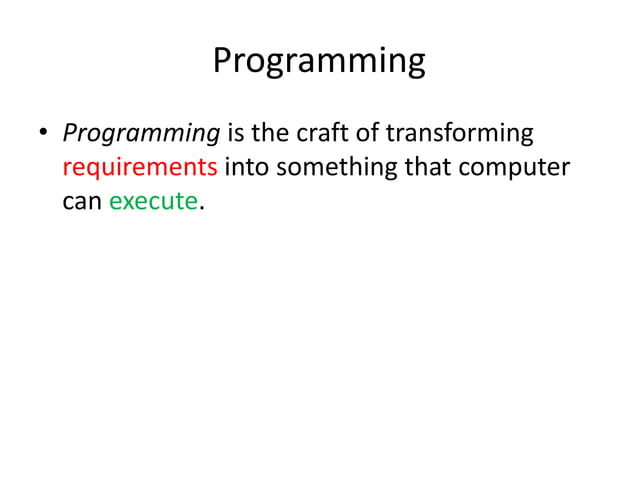 Programming
• Programming is the craft of transforming
requirements into something that computer
can execute.